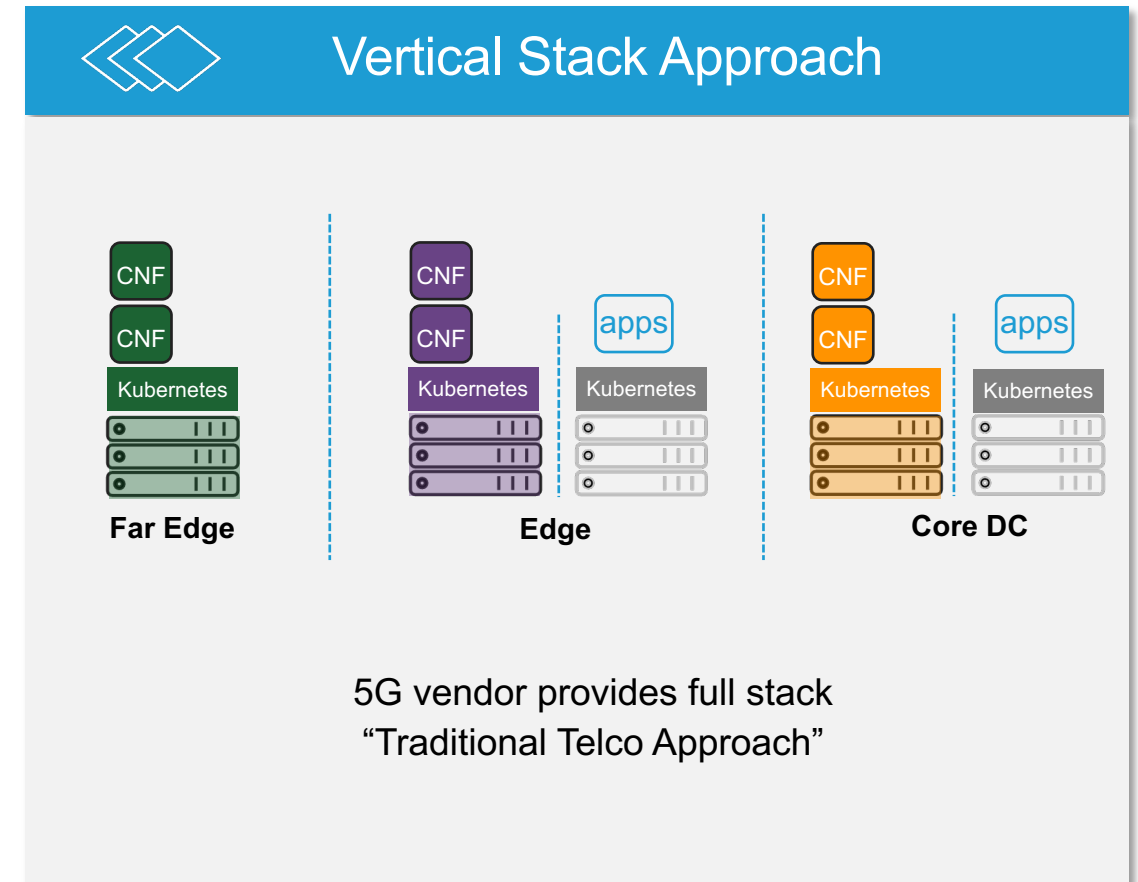 Vertical Stack Approach
CNF
CNF
Kubernetes
Far Edge
CNF
CNF
Kubernetes
apps
Kubernetes
Edge
CNF
CNF
Kubernetes
apps
Kubernetes
Core DC
5G vendor provides full stack
“Traditional Telco Approach”